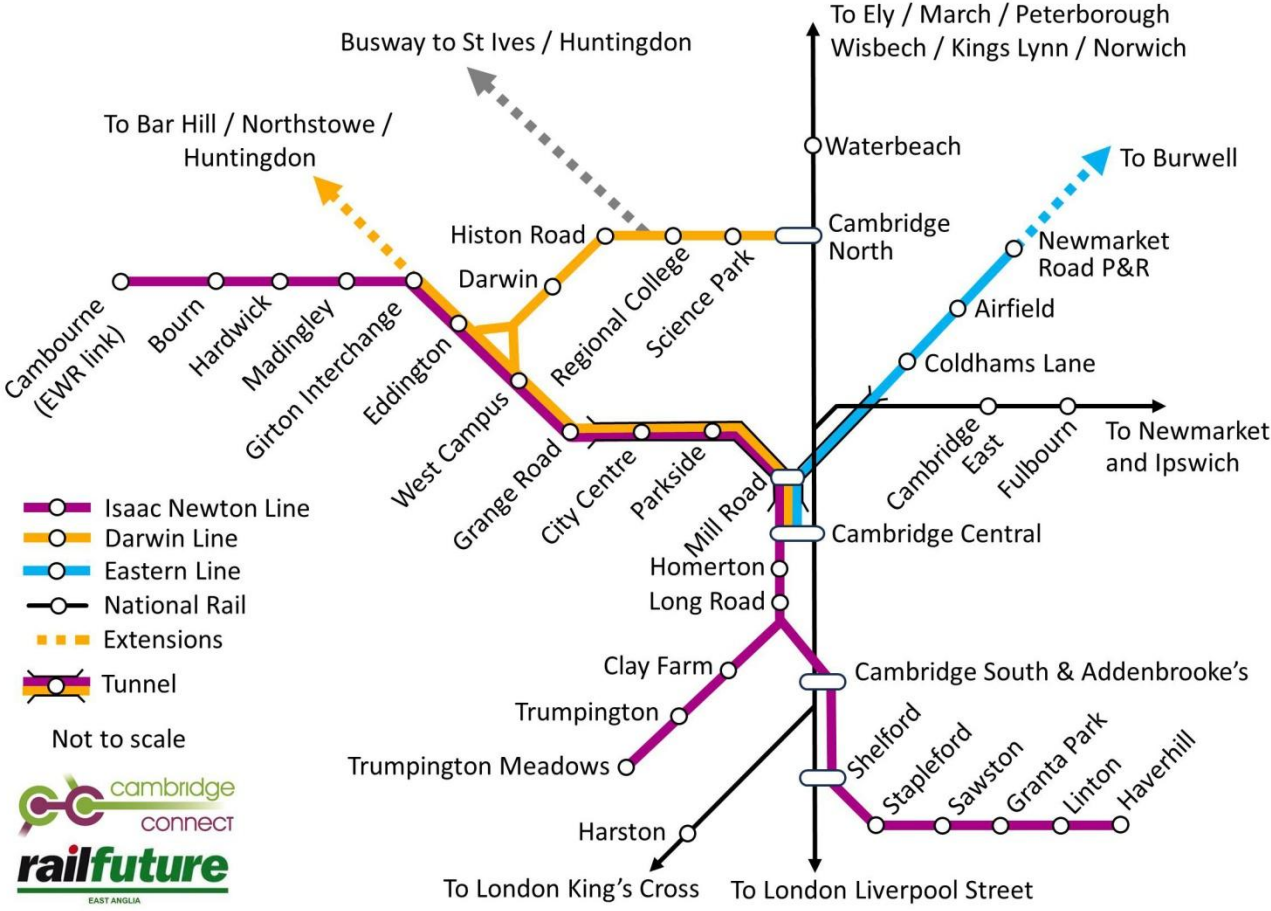 To Ely / March / Peterborough
Wisbech / Kings Lynn / Norwich
Busway to St Ives / Huntingdon
To Bar Hill / Northstowe /
Huntingdon
Waterbeach
To Burwell
Histon Road
Cambridge
North
Newmarket
Road P&R
Darwin
Regional College
Science Park
Airfield
Cambourne
(EWR link)
Bourn
Hardwick
Madingley
Girton Interchange
Eddington
West Campus
Grange Road
City Centre
Parkside
Mill Road
Coldhams Lane
Cambridge
East
Fulbourn
To Newmarket
and Ipswich
Cambridge Central
Homerton
Long Road
Isaac Newton Line
Darwin Line
Eastern Line
National Rail
Extensions
Tunnel
Not to scale
Clay Farm
Trumpington
Trumpington Meadows
Cambridge South & Addenbrooke's
Shelford
Stapleford
Sawston
Granta Park
Linton
Haverhill
Harston
To London King's Cross
To London Liverpool Street
cambridge
connect
railfuture
EAST ANGLIA